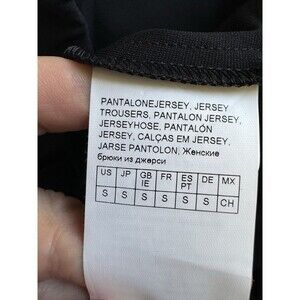 PANTALONEJERSEY, JERSEY
TROUSERS, PANTALON JERSEY,
JERSEYHOSE, PANTALÓN
JERSEY, CALÇAS EM JERSEY,
JARSE PANTOLON, Женские
брюки из джерси
US JP GB IE FR ES PT DE MX
S S S S S S CH